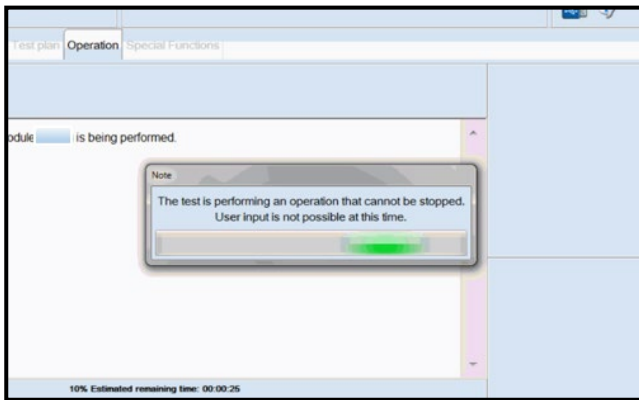 Test plan Operation Special Functions
odule is being performed.
Note
The test is performing an operation that cannot be stopped.
User input is not possible at this time.
10% Estimated remaining time: 00:00:25